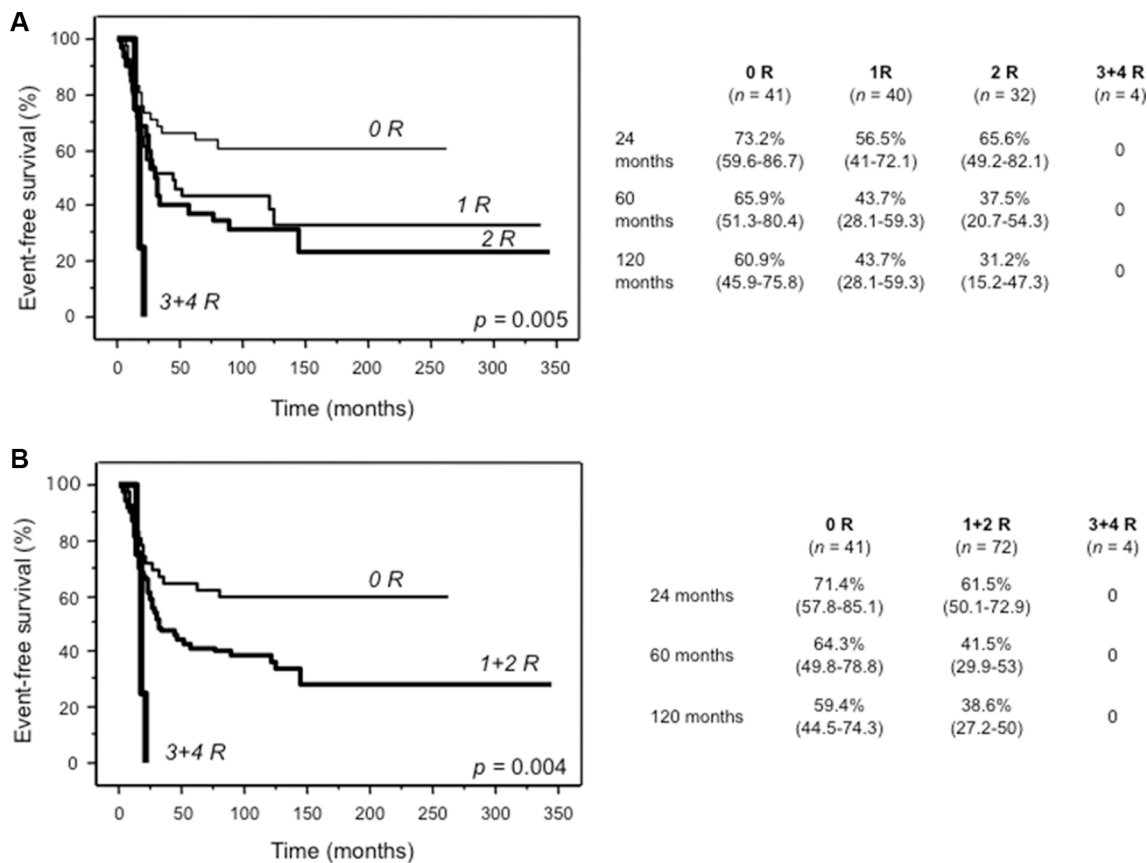 A
Event-free survival (%)
100
80
60
40
20
0
0 R
1 R
2 R
3+4 R
p = 0.005
0 50 100 150 200 250 300 350
Time (months)
0 R 1R 2 R 3+4 R
(n = 41) (n = 40) (n = 32) (n = 4)
24
months
73.2% 56.5% 65.6% 0
(59.6-86.7) (41-72.1) (49.2-82.1)
60
months
65.9% 43.7% 37.5% 0
(51.3-80.4) (28.1-59.3) (20.7-54.3)
120
months
60.9% 43.7% 31.2% 0
(45.9-75.8) (28.1-59.3) (15.2-47.3)
B
Event-free survival (%)
100
80
60
40
20
0
0 R
1+2 R
3+4 R
p = 0.004
0 50 100 150 200 250 300 350
Time (months)
0 R 1+2 R 3+4 R
(n = 41) (n = 72) (n = 4)
24 months
71.4% 61.5% 0
(57.8-85.1) (50.1-72.9)
60 months
64.3% 41.5% 0
(49.8-78.8) (29.9-53)
120 months
59.4% 38.6% 0
(44.5-74.3) (27.2-50)